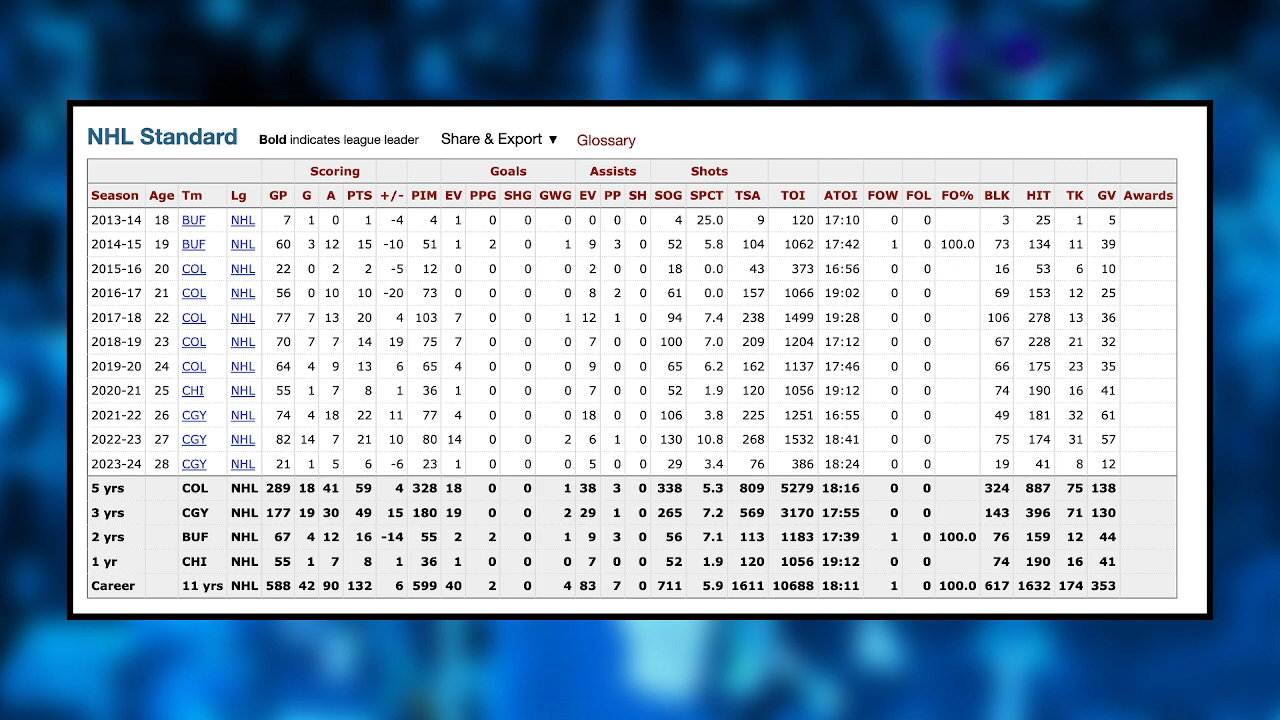 NHL Standard Bold indicates league leader Share & Export ▼ Glossary
Scoring Goals Assists Shots
Season Age Tm Lg GP G A PTS +/- PIM EV PPG SHG GWG EV PP SH SOG SPCT TSA TOI ATOI FOW FOL FO% BLK HIT TK GV Awards
2013-14 18 BUF NHL 7 1 0 1 -4 4 1 0 0 0 0 0 0 4 25.0 9 120 17:10 0 0 3 25 1 5
2014-15 19 BUF NHL 60 3 12 15 -10 51 1 2 0 1 9 3 0 52 5.8 104 1062 17:42 1 0 100.0 73 134 11 39
2015-16 20 COL NHL 22 0 2 2 -5 12 0 0 0 0 2 0 0 18 0.0 43 373 16:56 0 0 16 53 6 10
2016-17 21 COL NHL 56 0 10 10 -20 73 0 0 0 0 8 2 0 61 0.0 157 1066 19:02 0 0 69 153 12 25
2017-18 22 COL NHL 77 7 13 20 4 103 7 0 0 1 12 1 0 94 7.4 238 1499 19:28 0 0 106 278 13 36
2018-19 23 COL NHL 70 7 7 14 19 75 7 0 0 0 7 0 0 100 7.0 209 1204 17:12 0 0 67 228 21 32
2019-20 24 COL NHL 64 4 9 13 6 65 4 0 0 0 9 0 0 65 6.2 162 1137 17:46 0 0 66 175 23 35
2020-21 25 CHI NHL 55 1 7 8 1 36 1 0 0 0 7 0 0 52 1.9 120 1056 19:12 0 0 74 190 16 41
2021-22 26 CGY NHL 74 4 18 22 11 77 4 0 0 0 18 0 0 106 3.8 225 1251 16:55 0 0 49 181 32 61
2022-23 27 CGY NHL 82 14 7 21 10 80 14 0 0 2 6 1 0 130 10.8 268 1532 18:41 0 0 75 174 31 57
2023-24 28 CGY NHL 21 1 5 6 -6 23 1 0 0 0 5 0 0 29 3.4 76 386 18:24 0 0 19 41 8 12
5 yrs COL NHL 289 18 41 59 4 328 18 0 0 1 38 3 0 338 5.3 809 5279 18:16 0 0 324 887 75 138
3 yrs CGY NHL 177 19 30 49 15 180 19 0 0 2 29 1 0 265 7.2 569 3170 17:55 0 0 143 396 71 130
2 yrs BUF NHL 67 4 12 16 -14 55 2 2 0 1 9 3 0 56 7.1 113 1183 17:39 1 0 100.0 76 159 12 44
1 yr CHI NHL 55 1 7 8 1 36 1 0 0 0 7 0 0 52 1.9 120 1056 19:12 0 0 74 190 16 41
Career 11 yrs NHL 588 42 90 132 6 599 40 2 0 4 83 7 0 711 5.9 1611 10688 18:11 1 0 100.0 617 1632 174 353